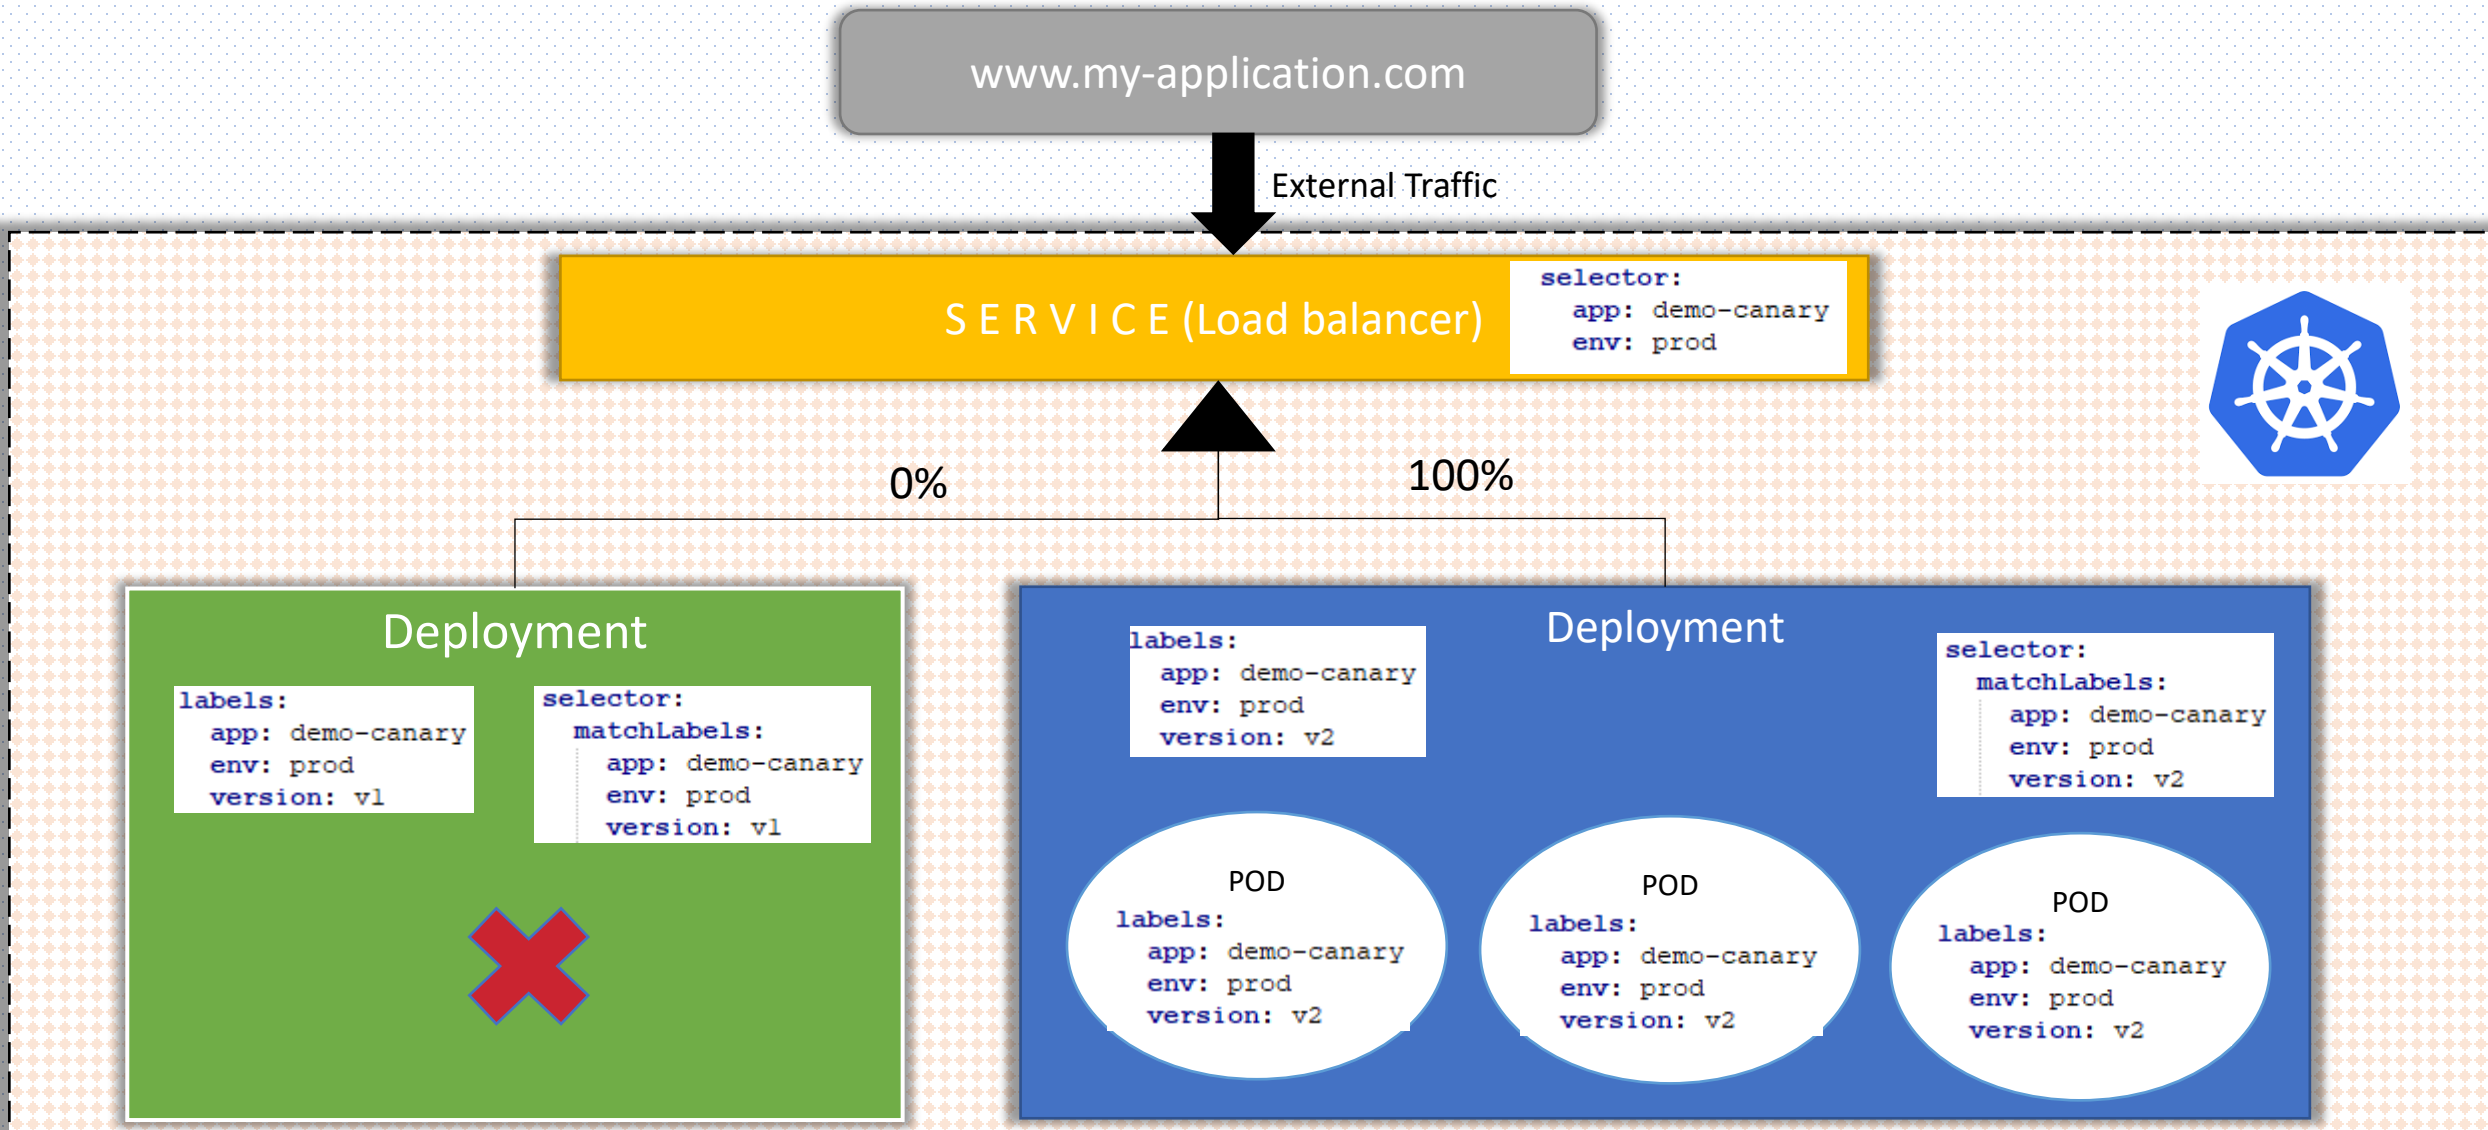 www.my-application.com
External Traffic
S E R V I C E (Load balancer)
selector:
app: demo-canary
env: prod
0%
100%
Deployment
labels:
app: demo-canary
env: prod
version: v1
selector:
matchLabels:
app: demo-canary
env: prod
version: v1
Deployment
labels:
app: demo-canary
env: prod
version: v2
selector:
matchLabels:
app: demo-canary
env: prod
version: v2
POD
labels:
app: demo-canary
env: prod
version: v2
POD
labels:
app: demo-canary
env: prod
version: v2
POD
labels:
app: demo-canary
env: prod
version: v2